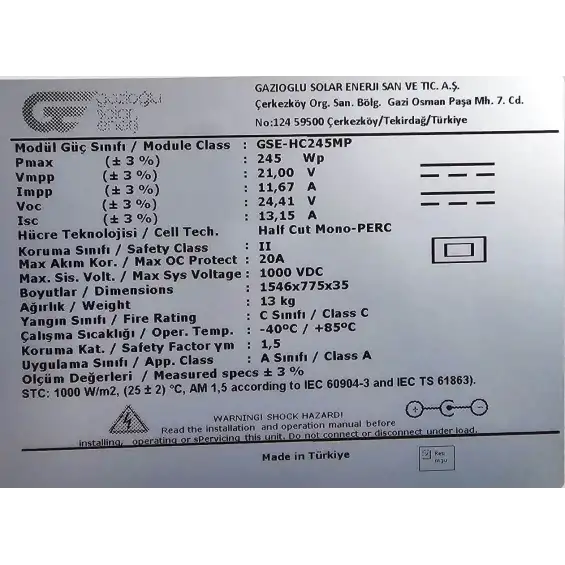 gazioglu
solar
enerji
GAZIOGLU SOLAR ENERJI SAN VE TIC. A.Ş.
Çerkezköy Org. San. Bölg. Gazi Osman Paşa Mh. 7. Cd.
No:124 59500 Çerkezköy/Tekirdağ/Türkiye
Modül Güç Sınıfı / Module Class : GSE-HC245MP
Pmax (± 3 %) : 245 Wp
Vmpp (± 3 %) : 21,00 V
Impp (± 3 %) : 11,67 A
Voc (± 3 %) : 24,41 V
Isc (± 3 %) : 13,15 A
Hücre Teknolojisi / Cell Tech. Half Cut Mono-PERC
Koruma Sınıfı / Safety Class : II
Max Akım Kor. / Max OC Protect : 20A
Max. Sis. Volt. / Max Sys Voltage : 1000 VDC
Boyutlar / Dimensions : 1546x775x35
Ağırlık / Weight : 13 kg
Yangın Sınıfı / Fire Rating : C Sınıfı / Class C
Çalışma Sıcaklığı / Oper. Temp. : -40ºC / +85ºC
Koruma Kat. / Safety Factor γm : 1,5
Uygulama Sınıfı / App. Class : A Sınıfı / Class A
Ölçüm Değerleri / Measured specs ± 3 %
STC: 1000 W/m2, (25 ± 2) °C, AM 1,5 according to IEC 60904-3 and IEC TS 61863).
WARNINGI SHOCK HAZARD!
Read the installation and operation manual before
installing, operating or sPervicing this unit. Do not connect or disconnect under load.
Made in Türkiye